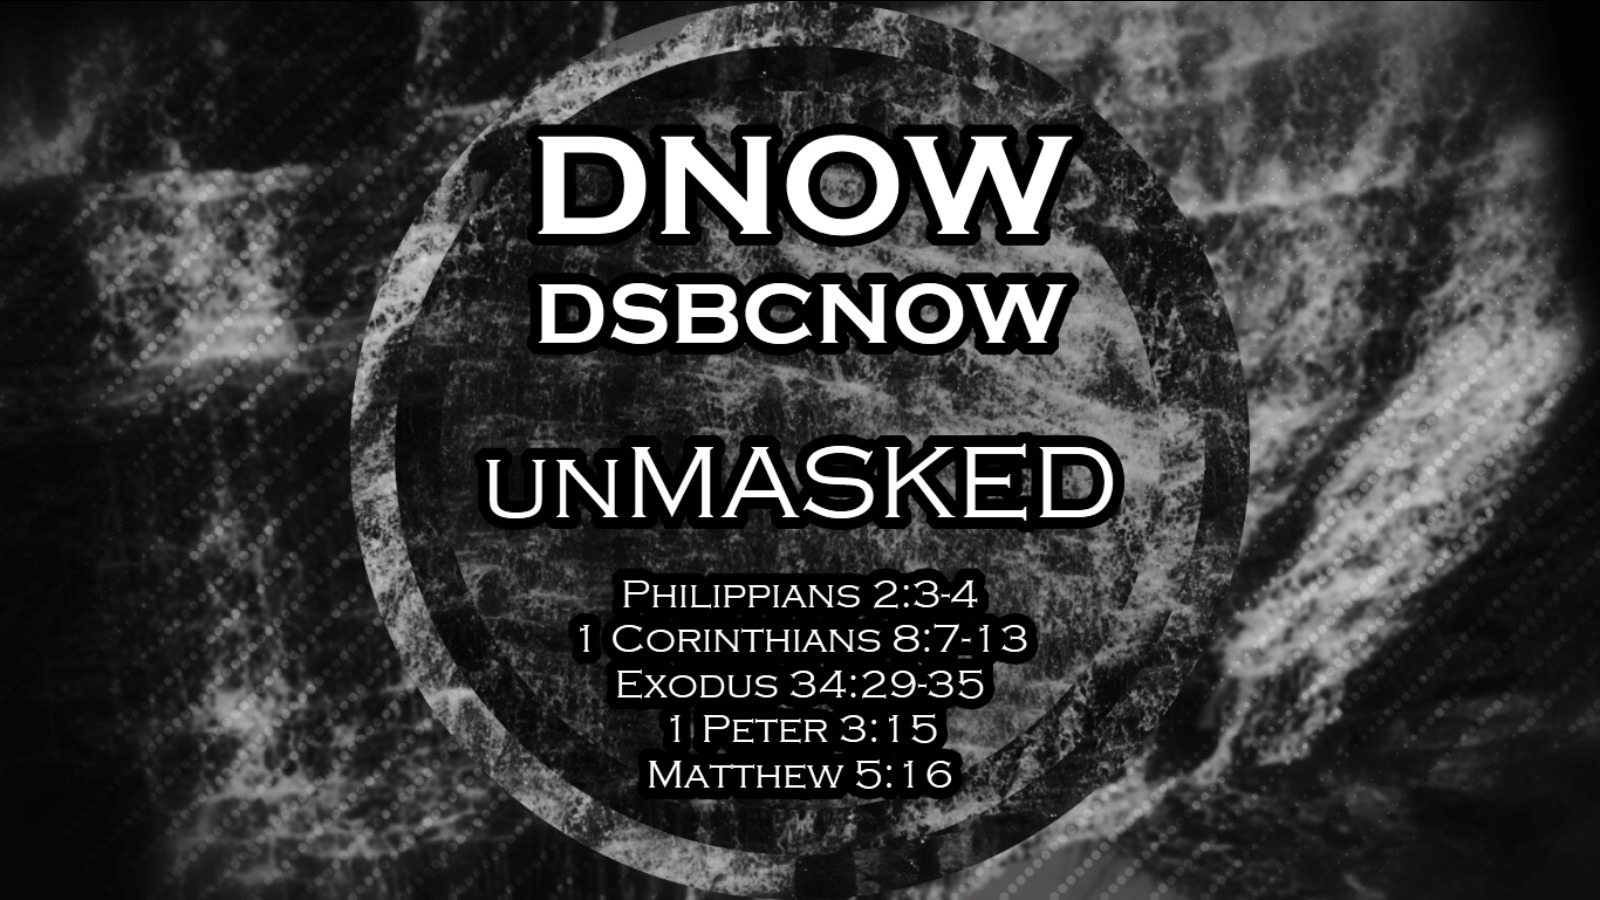 DNOW
DSBCNOW
UNMASKED
PHILIPPIANS 2:3-4
1 CORINTHIANS 8:7-13
EXODUS 34:29-35
1 PETER 3:15
MATTHEW 5:16